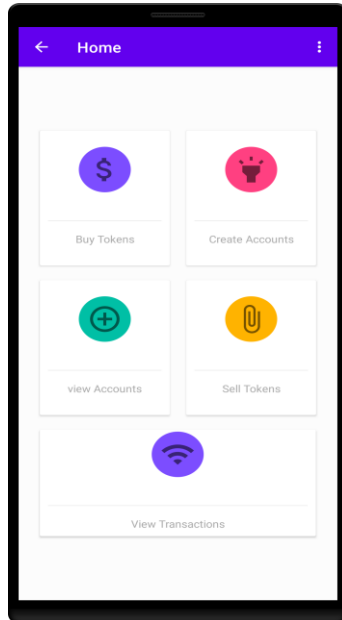 Home
Buy Tokens
Create Accounts
view Accounts
Sell Tokens
View Transactions